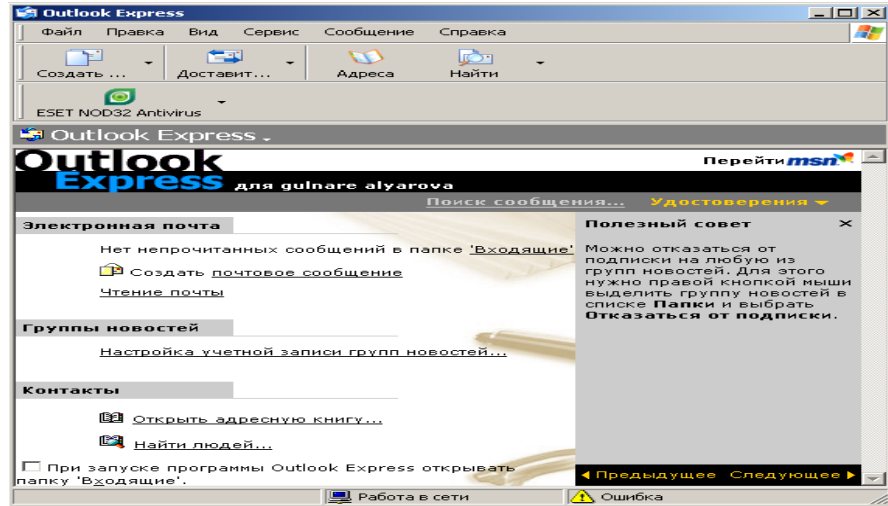 Outlook Express
Файл Правка Вид Сервис Сообщение Справка
Создать ... Доставит... Адреса Найти
ESET NOD32 Antivirus
Outlook Express
Outlook Перейти msn
Express для gulnare alyarova
Поиск сообщения... Удостоверения
Электронная почта
Нет непрочитанных сообщений в папке 'Входящие'
Создать почтовое сообщение
Чтение почты
Группы новостей
Настройка учетной записи групп новостей...
Контакты
Открыть адресную книгу...
Найти людей...
При запуске программы Outlook Express открывать
папку 'Входящие'.
Полезный совет
Можно отказаться от
подписки на любую из
групп новостей. Для этого
нужно правой кнопкой мыши
выделить группу новостей в
списке Папки и выбрать
Отказаться от подписки.
Предыдущее Следующее
Работа в сети Ошибка